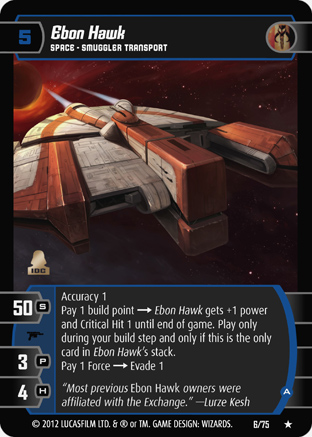 5 Ebon Hawk
SPACE - SMUGGLER TRANSPORT
IDC
50 S
3 P
4 H
Accuracy 1
Pay 1 build point → Ebon Hawk gets +1 power
and Critical Hit 1 until end of game. Play only
during your build step and only if this is the only
card in Ebon Hawk's stack.
Pay 1 Force → Evade 1
"Most previous Ebon Hawk owners were
affiliated with the Exchange." —Lurze Kesh
A
© 2012 LUCASFILM LTD. & ® or TM. GAME DESIGN: WIZARDS. 6/75 ★